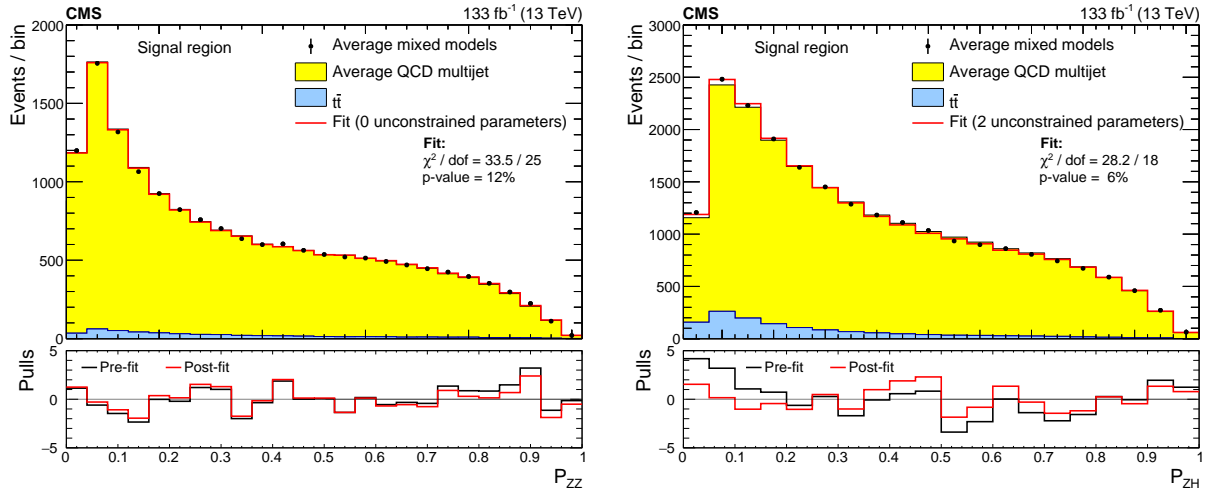 CMS 133 fb⁻¹ (13 TeV)
Events / bin
2000
1500
1000
500
0
Signal region
Average mixed models
Average QCD multijet
tt̄
Fit (0 unconstrained parameters)
Fit:
χ² / dof = 33.5 / 25
p-value = 12%
Pulls
5
0
−5
Pre-fit Post-fit
0 0.1 0.2 0.3 0.4 0.5 0.6 0.7 0.8 0.9 1
P_ZZ
CMS 133 fb⁻¹ (13 TeV)
Events / bin
3000
2500
2000
1500
1000
500
0
Signal region
Average mixed models
Average QCD multijet
tt̄
Fit (2 unconstrained parameters)
Fit:
χ² / dof = 28.2 / 18
p-value = 6%
Pulls
5
0
−5
Pre-fit Post-fit
0 0.1 0.2 0.3 0.4 0.5 0.6 0.7 0.8 0.9 1
P_ZH